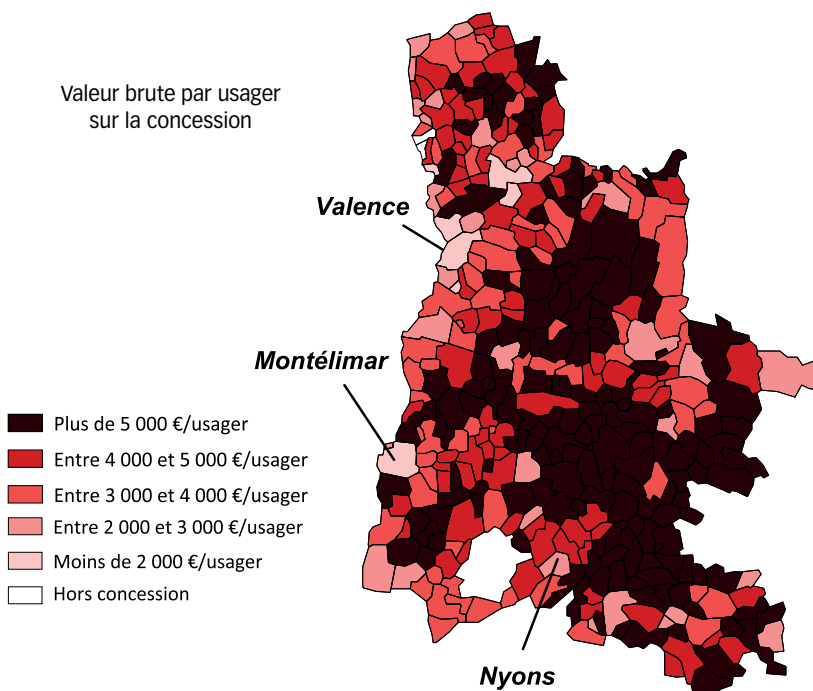 Valeur brute par usager
sur la concession
Valence
Montélimar
Plus de 5 000 €/usager
Entre 4 000 et 5 000 €/usager
Entre 3 000 et 4 000 €/usager
Entre 2 000 et 3 000 €/usager
Moins de 2 000 €/usager
Hors concession
Nyons